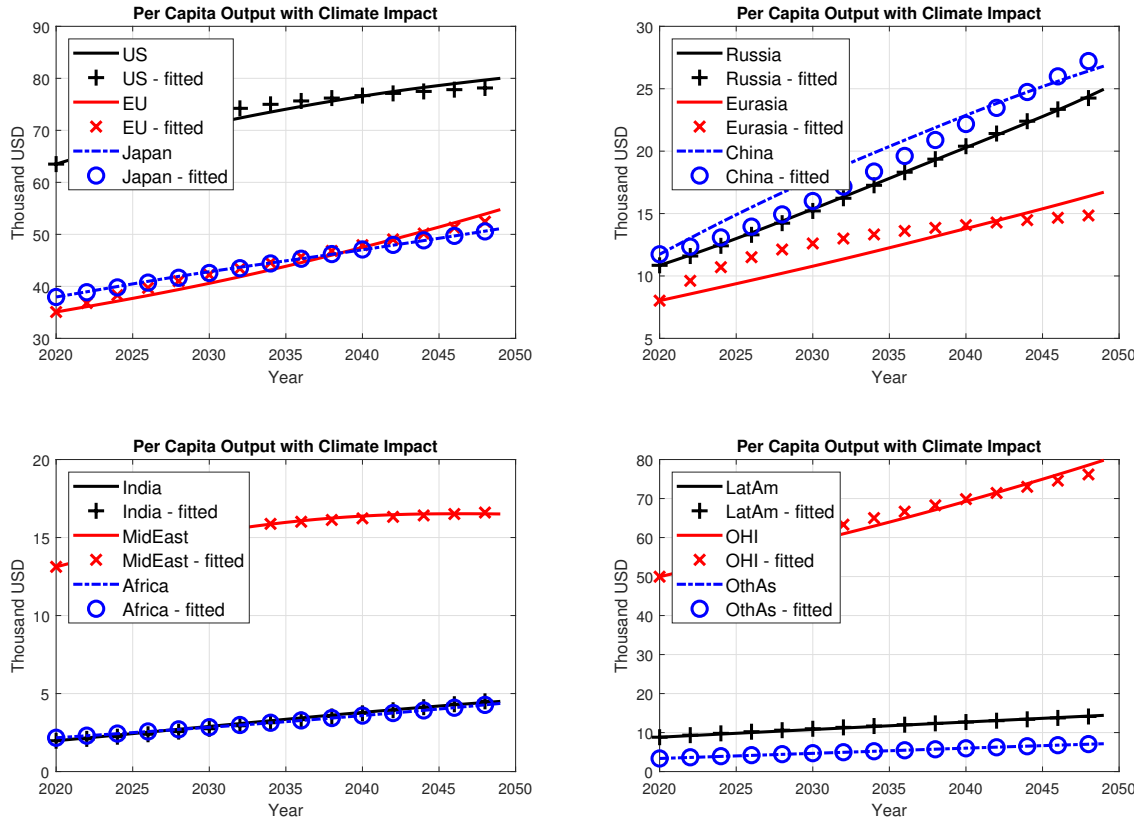 Per Capita Output with Climate Impact
90
80
70
60
50
40
30
Thousand USD
US
US - fitted
EU
EU - fitted
Japan
Japan - fitted
2020
2025
2030
2035
2040
2045
2050
Year
Per Capita Output with Climate Impact
30
25
20
15
10
5
Thousand USD
Russia
Russia - fitted
Eurasia
Eurasia - fitted
China
China - fitted
2020
2025
2030
2035
2040
2045
2050
Year
Per Capita Output with Climate Impact
20
15
10
5
0
Thousand USD
India
India - fitted
MidEast
MidEast - fitted
Africa
Africa - fitted
2020
2025
2030
2035
2040
2045
2050
Year
Per Capita Output with Climate Impact
80
70
60
50
40
30
20
10
0
Thousand USD
LatAm
LatAm - fitted
OHI
OHI - fitted
OthAs
OthAs - fitted
2020
2025
2030
2035
2040
2045
2050
Year